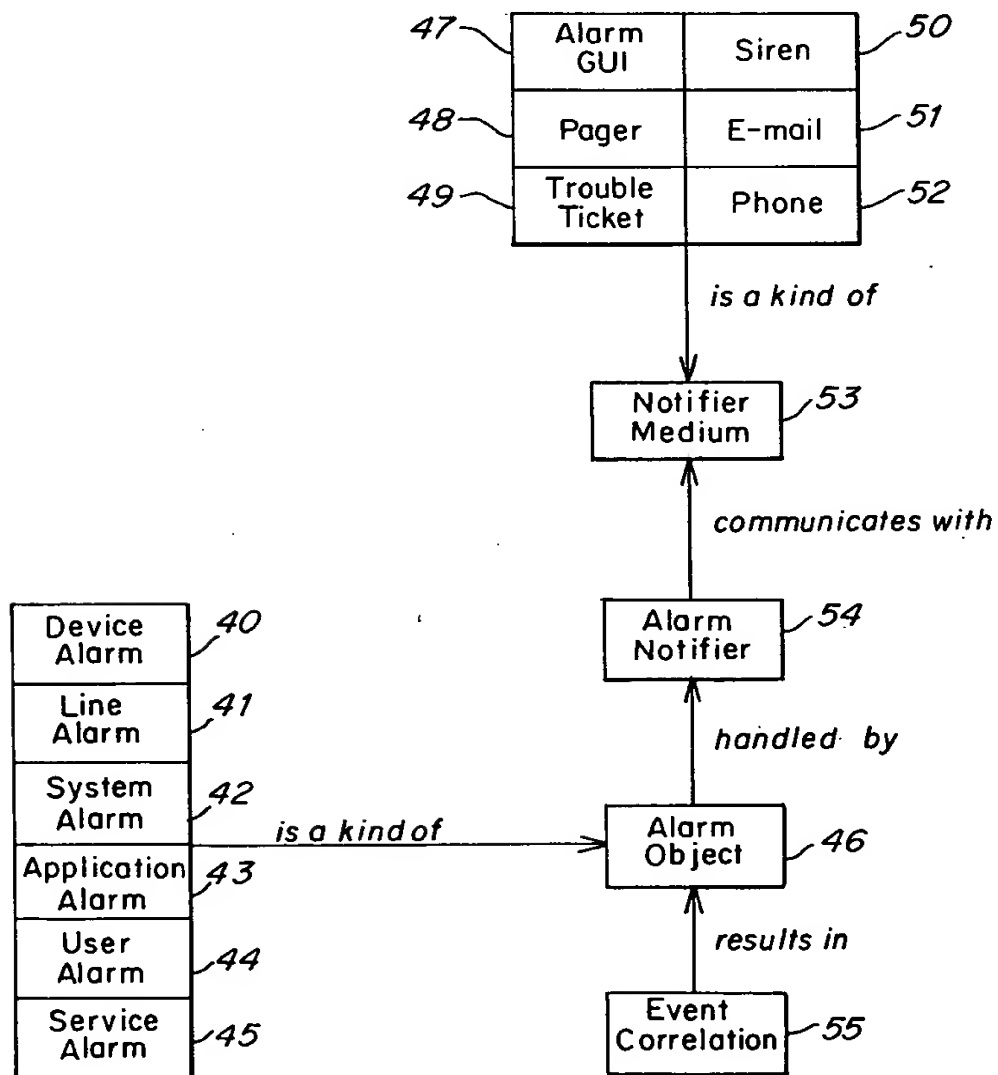 47
Alarm
GUI
Siren
50
48
Pager
E-mail
51
49
Trouble
Ticket
Phone
52
is a kind of
Notifier
Medium
53
communicates with
Alarm
Notifier
54
handled by
Device
Alarm
40
Line
Alarm
41
System
Alarm
42
is a kind of
Alarm
Object
46
Application
Alarm
43
User
Alarm
44
results in
Service
Alarm
45
Event
Correlation
55